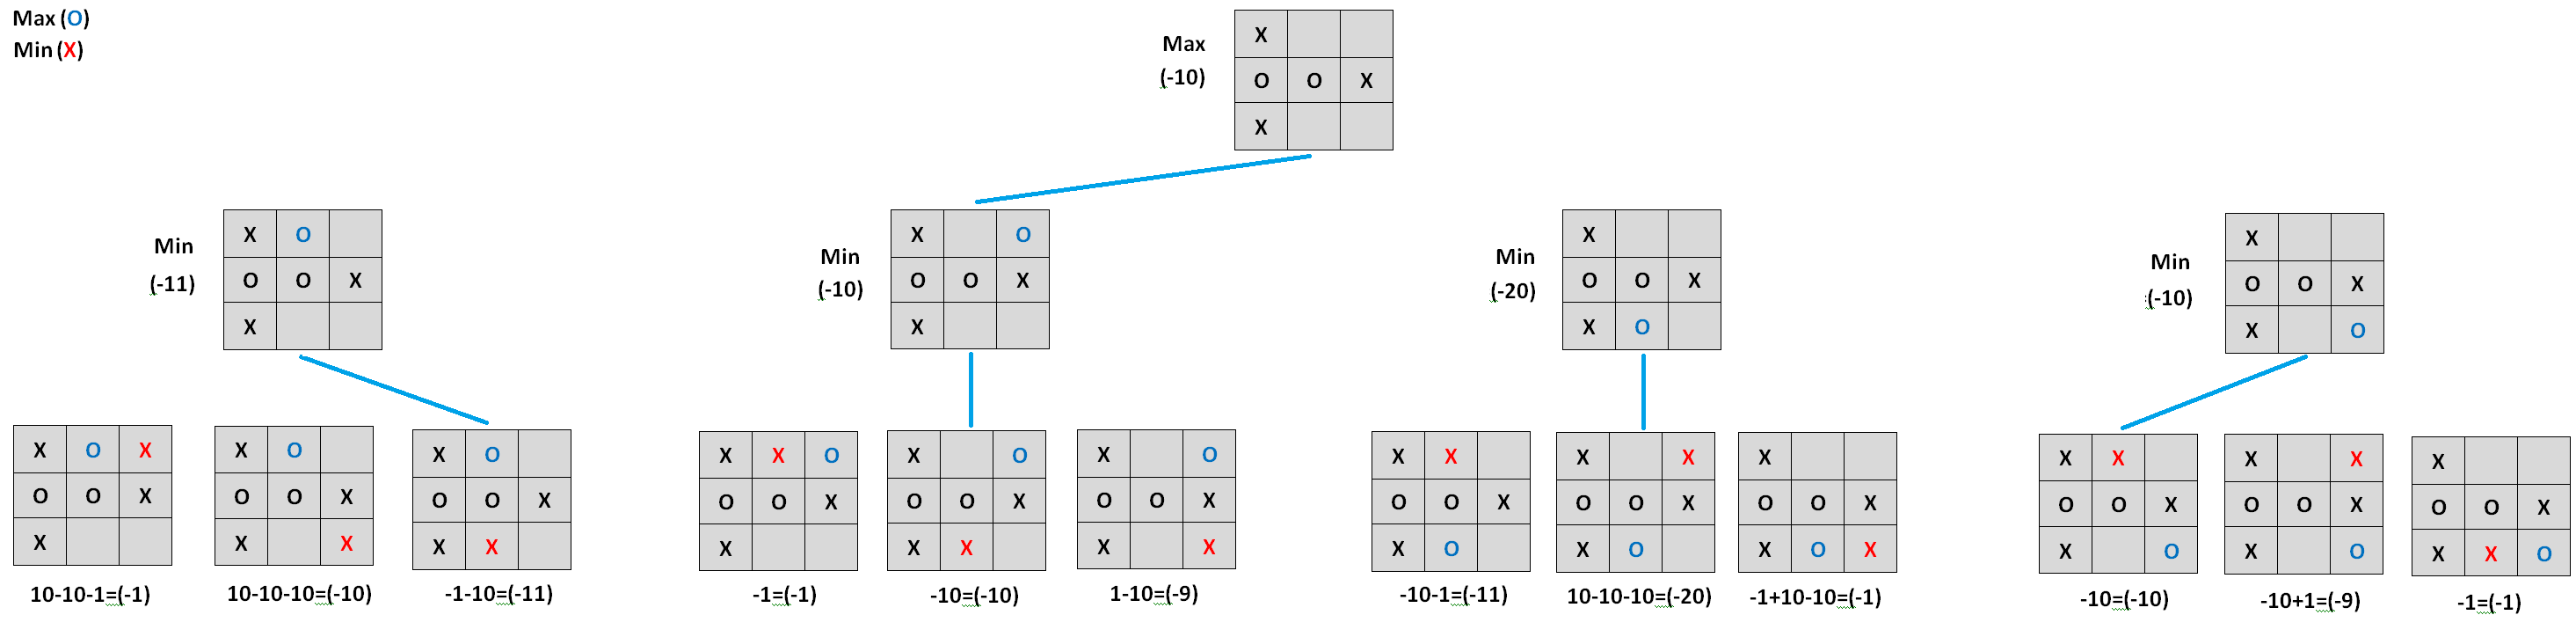 Max (O)
Min (X)
Max
(-10)
X
O O X
X
Min
(-11)
X O
O O X
X
Min
(-10)
X O
O O X
X
Min
(-20)
X
O O X
X O
Min
(-10)
X
O O X
X O
X O X
O O X
X
10-10-1=(-1)
X O
O O X
X X
10-10-10=(-10)
X O
O O X
X X
-1-10=(-11)
X X O
O O X
X
-1=(-1)
X O
O O X
X X
-10=(-10)
X O
O O X
X X
1-10=(-9)
X X
O O X
X O
-10-1=(-11)
X X
O O X
X O
10-10-10=(-20)
X
O O X
X O X
-1+10-10=(-1)
X X
O O X
X O
-10=(-10)
X X
O O X
X O
-10+1=(-9)
X
O O X
X X O
-1=(-1)